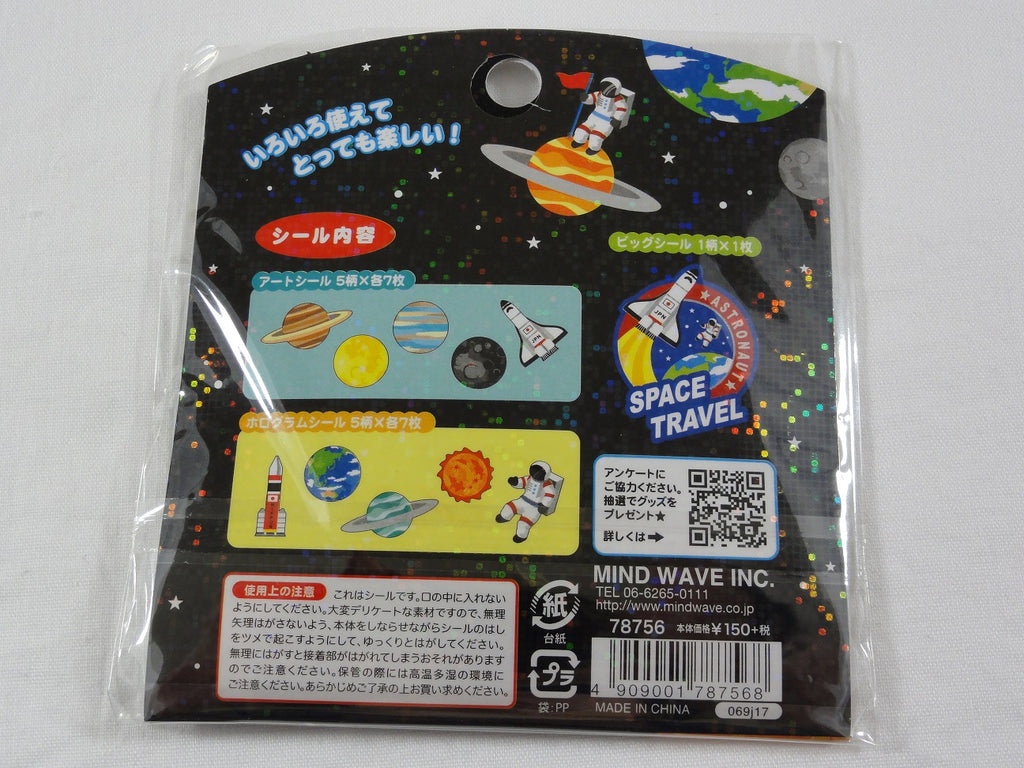 いろいろ使えて
とっても楽しい！
シール内容
アートシール 5柄×各7枚
JPN
ホログラムシール 5柄×各7枚
ビッグシール 1柄×1枚
★ASTRONAUT★
JPN
SPACE
TRAVEL
アンケートに
ご協力ください。
抽選でグッズを
プレゼント★
詳しくは➡
使用上の注意 これはシールです。口の中に入れない
ようにしてください。大変デリケートな素材ですので、無理
矢理はがさないよう、本体をしならせながらシールのはし
をツメで起こすようにして、ゆっくりとはがしてください。
無理にはがすと接着部がはがれてしまうおそれがあります
のでご注意ください。保管の際には高温多湿の環境に
ご注意ください。あらかじめご了承の上お買い求めください。
紙
台紙
プラ
袋:PP
MIND WAVE INC.
TEL 06-6265-0111
http://www.mindwave.co.jp
78756 本体価格¥150+税
4 909001 787568
MADE IN CHINA 069j17